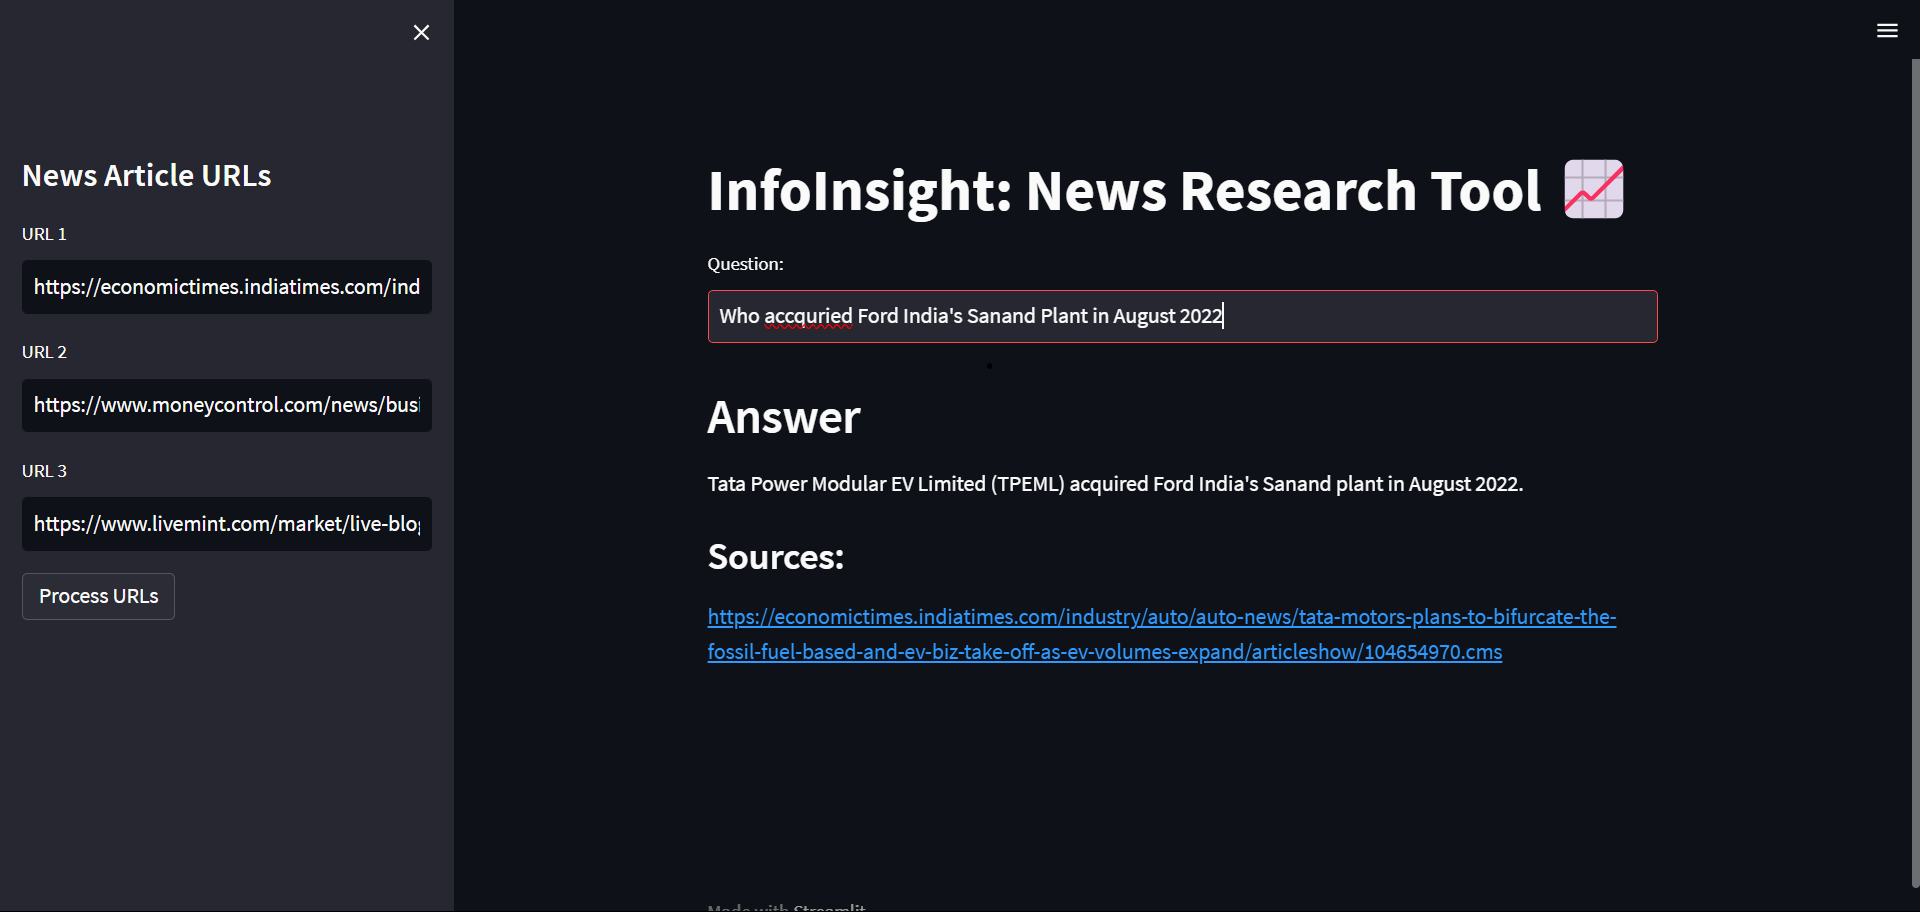 News Article URLs
URL 1
https://economictimes.indiatimes.com/ind
URL 2
https://www.moneycontrol.com/news/busi
URL 3
https://www.livemint.com/market/live-blog
Process URLs
InfoInsight: News Research Tool
Question:
Who accquried Ford India's Sanand Plant in August 2022
Answer
Tata Power Modular EV Limited (TPEML) acquired Ford India's Sanand plant in August 2022.
Sources:
https://economictimes.indiatimes.com/industry/auto/auto-news/tata-motors-plans-to-bifurcate-the-
fossil-fuel-based-and-ev-biz-take-off-as-ev-volumes-expand/articleshow/104654970.cms
Made with Streamlit